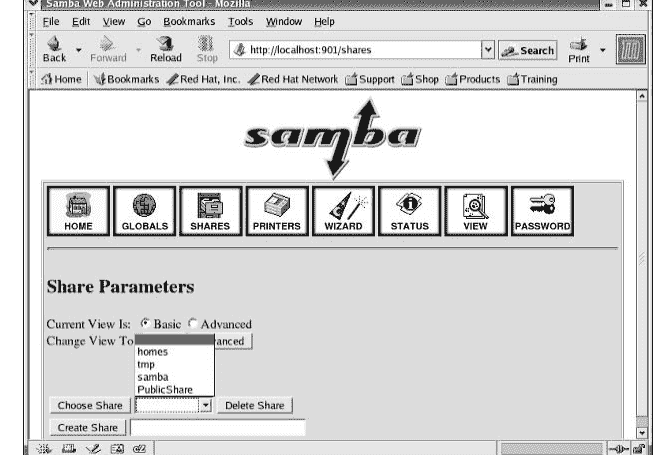 Samba Web Administration Tool - Mozilla
File Edit View Go Bookmarks Tools Window Help
Back Forward Reload Stop http://localhost:901/shares Search Print
Home Bookmarks Red Hat, Inc. Red Hat Network Support Shop Products Training
samba
HOME GLOBALS SHARES PRINTERS WIZARD STATUS VIEW PASSWORD
Share Parameters
Current View Is: Basic Advanced
Change View To vanced
homes
tmp
samba
PublicShare
Choose Share Delete Share
Create Share